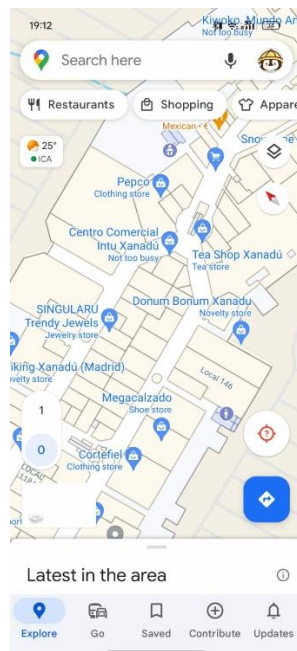 19:12
Kiwoko, Mundo An
Not too busy
Search here
Restaurants
Shopping
Appare
Mexican • €
25°
ICA
Pepco
Clothing store
Centro Comercial
Intu Xanadú
Not too busy
Tea Shop Xanadú
Tea store
SINGULARU
Trendy Jewels
Jewelry store
Donum Bonum Xanadu
Novelty store
iking Xanadú (Madrid)
ovelty store
Local 146
Megacalzado
Shoe store
1
0
Cortefiel
Clothing store
LOCAL
Latest in the area
Explore
Go
Saved
Contribute
Updates